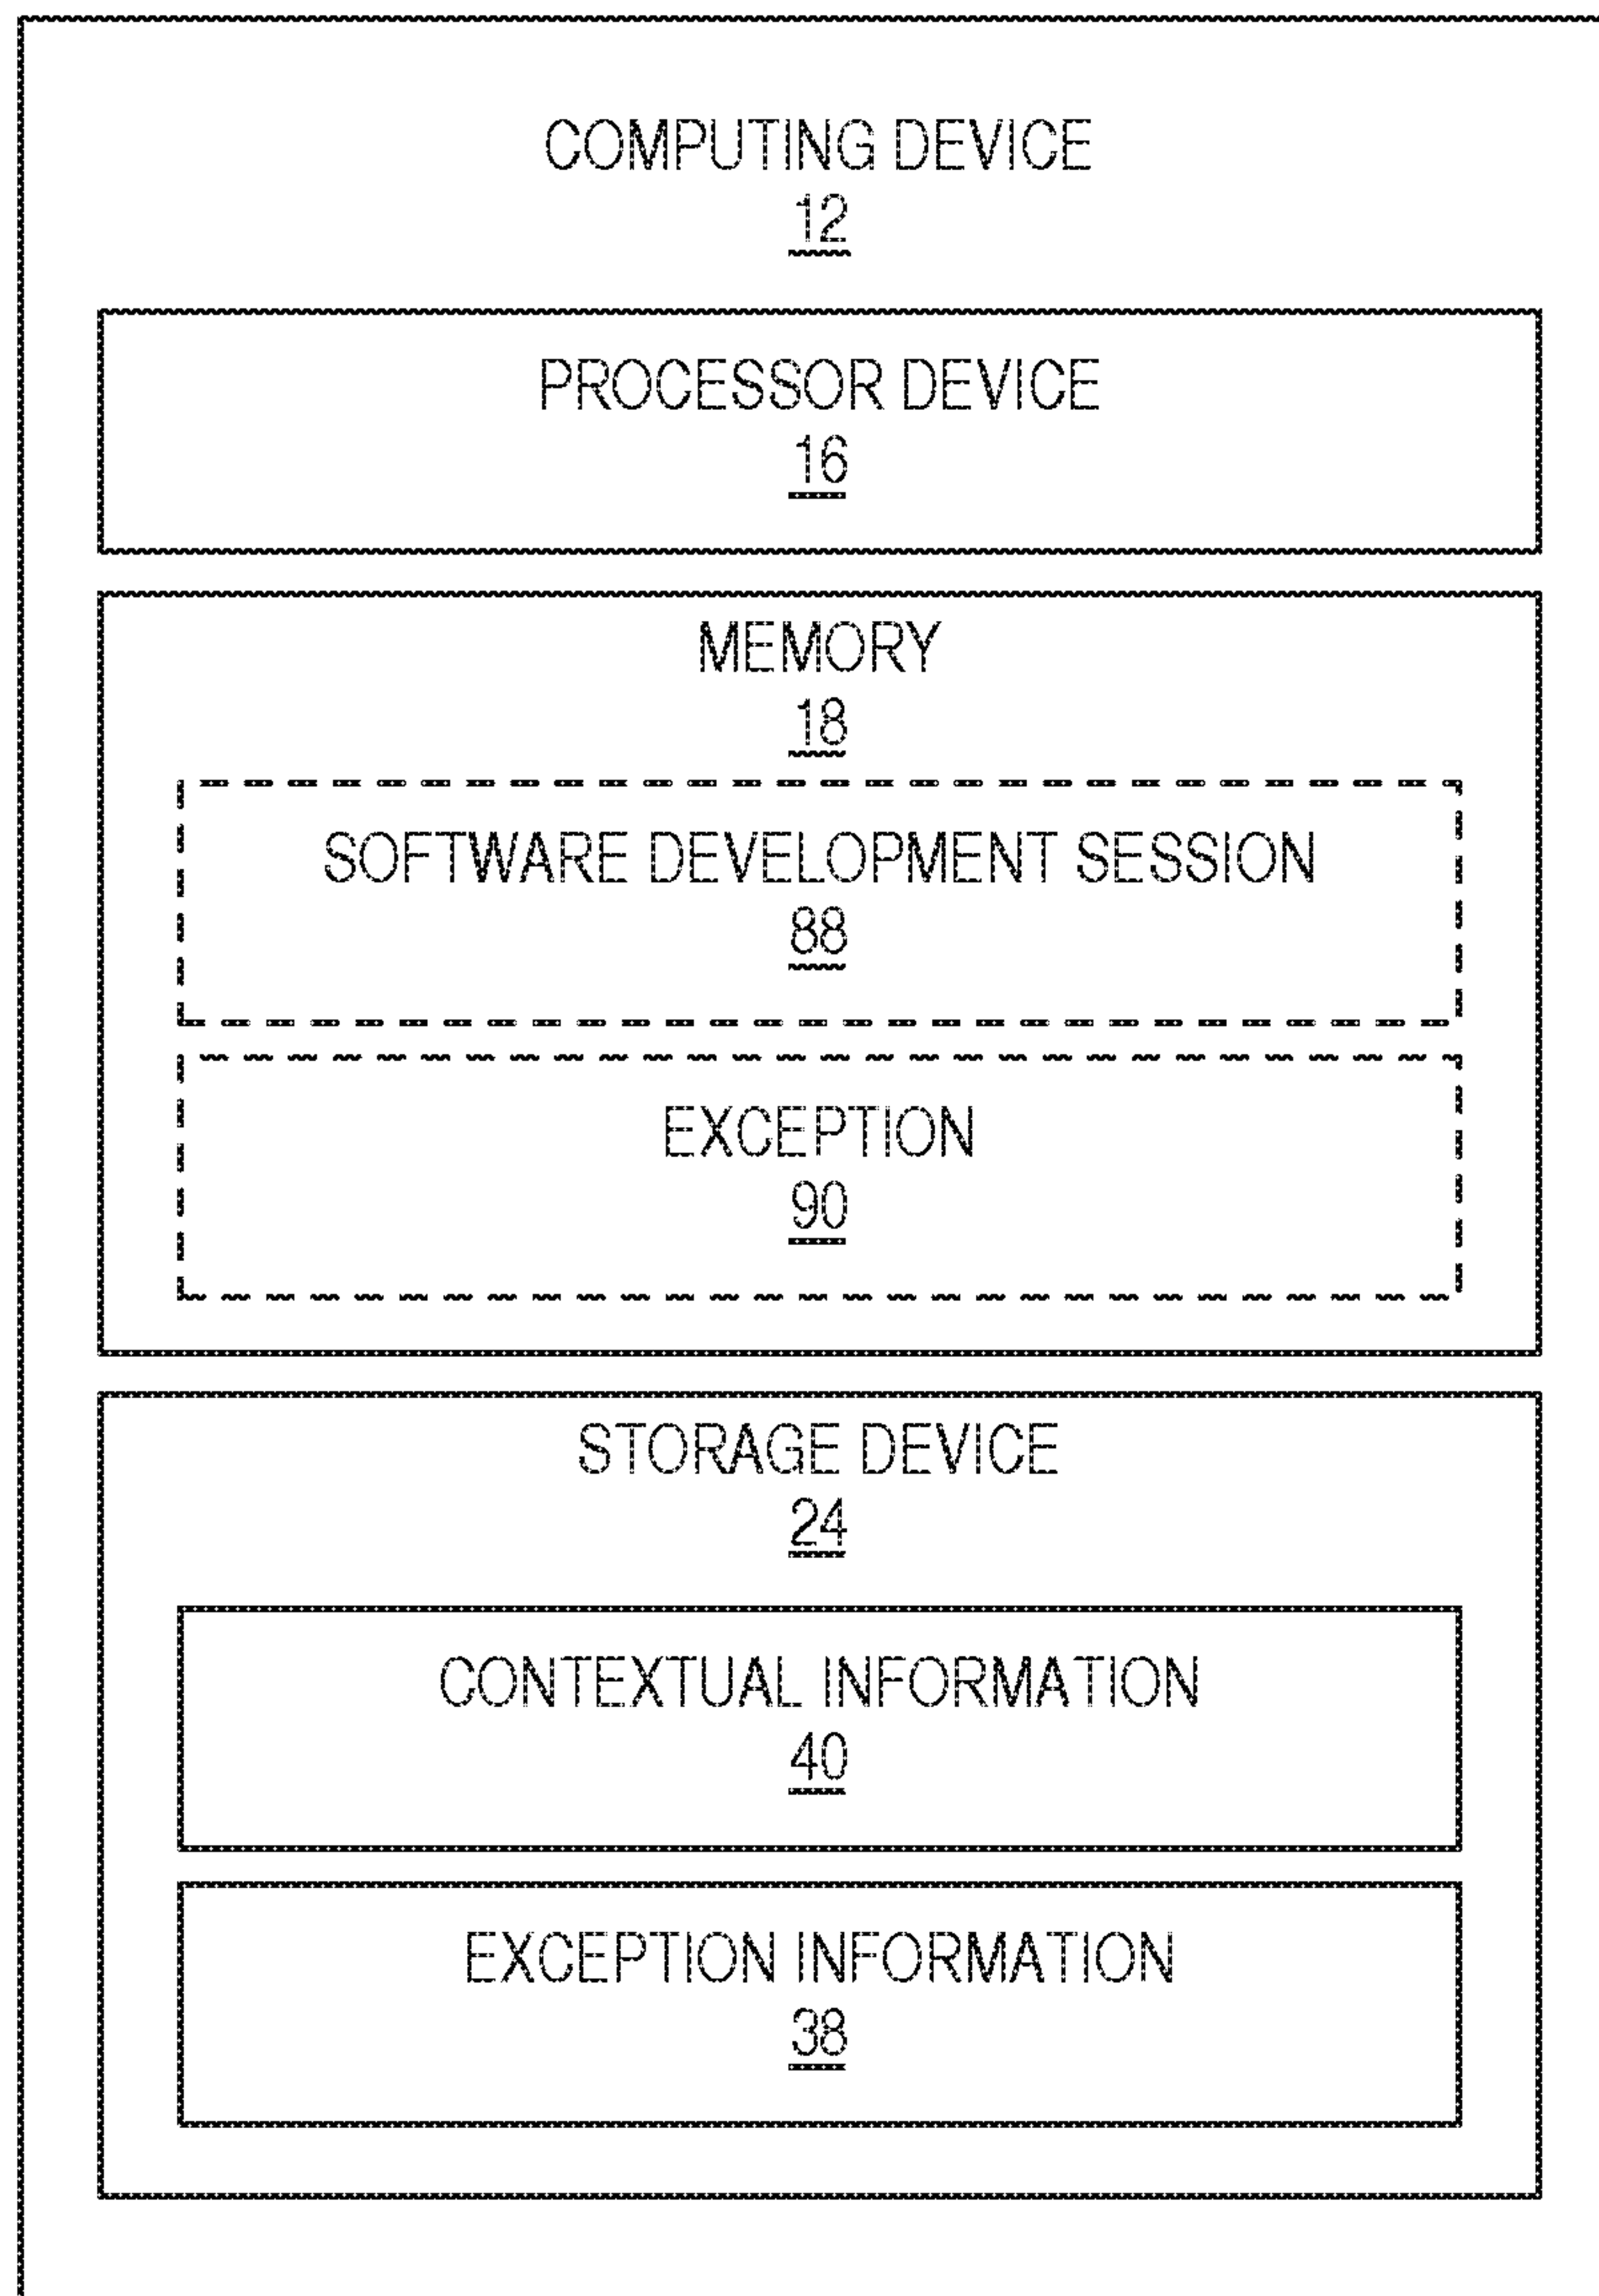 COMPUTING DEVICE
12
PROCESSOR DEVICE
16
MEMORY
18
SOFTWARE DEVELOPMENT SESSION
88
EXCEPTION
90
STORAGE DEVICE
24
CONTEXTUAL INFORMATION
40
EXCEPTION INFORMATION
38